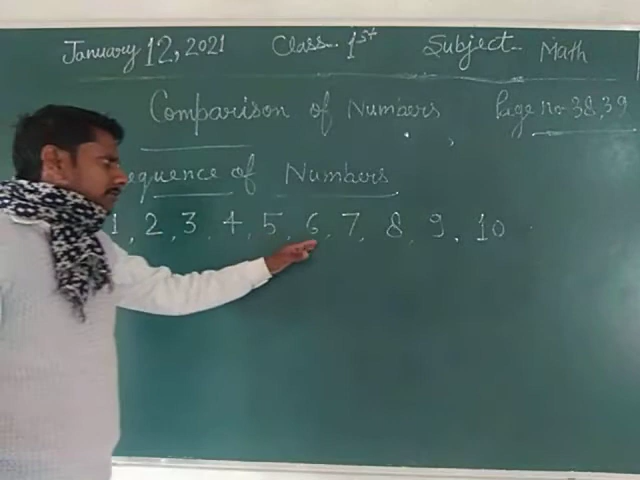 January 12, 2021 Class- 1st Subject- Math
Comparison of Numbers Page no-38,39
equence of Numbers
1, 2, 3, 4, 5, 6, 7, 8, 9, 10